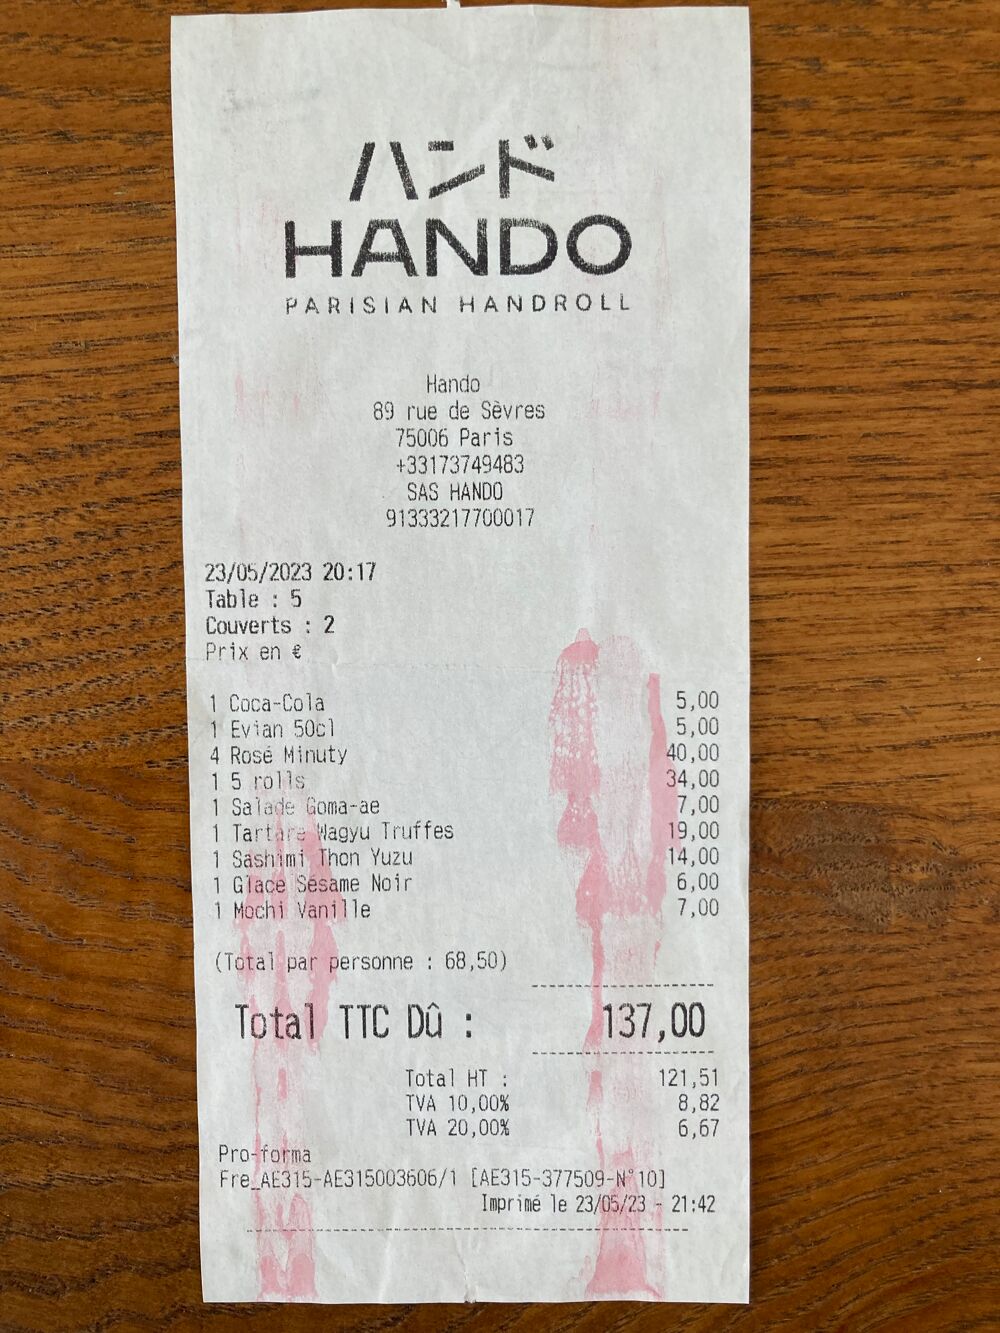 ハンド
HANDO
PARISIAN HANDROLL
Hando
89 rue de Sèvres
75006 Paris
+33173749483
SAS HANDO
91333217700017
23/05/2023 20:17
Table : 5
Couverts : 2
Prix en €
1 Coca-Cola 5,00
1 Evian 50cl 5,00
4 Rosé Minuty 40,00
1 5 rolls 34,00
1 Salade Goma-ae 7,00
1 Tartare Wagyu Truffes 19,00
1 Sashimi Thon Yuzu 14,00
1 Glace Sésame Noir 6,00
1 Mochi Vanille 7,00
(Total par personne : 68,50)
Total TTC Dû : 137,00
Total HT : 121,51
TVA 10,00% 8,82
TVA 20,00% 6,67
Pro-forma
Fre_AE315-AE315003606/1 [AE315-377509-N°10]
Imprimé le 23/05/23 - 21:42